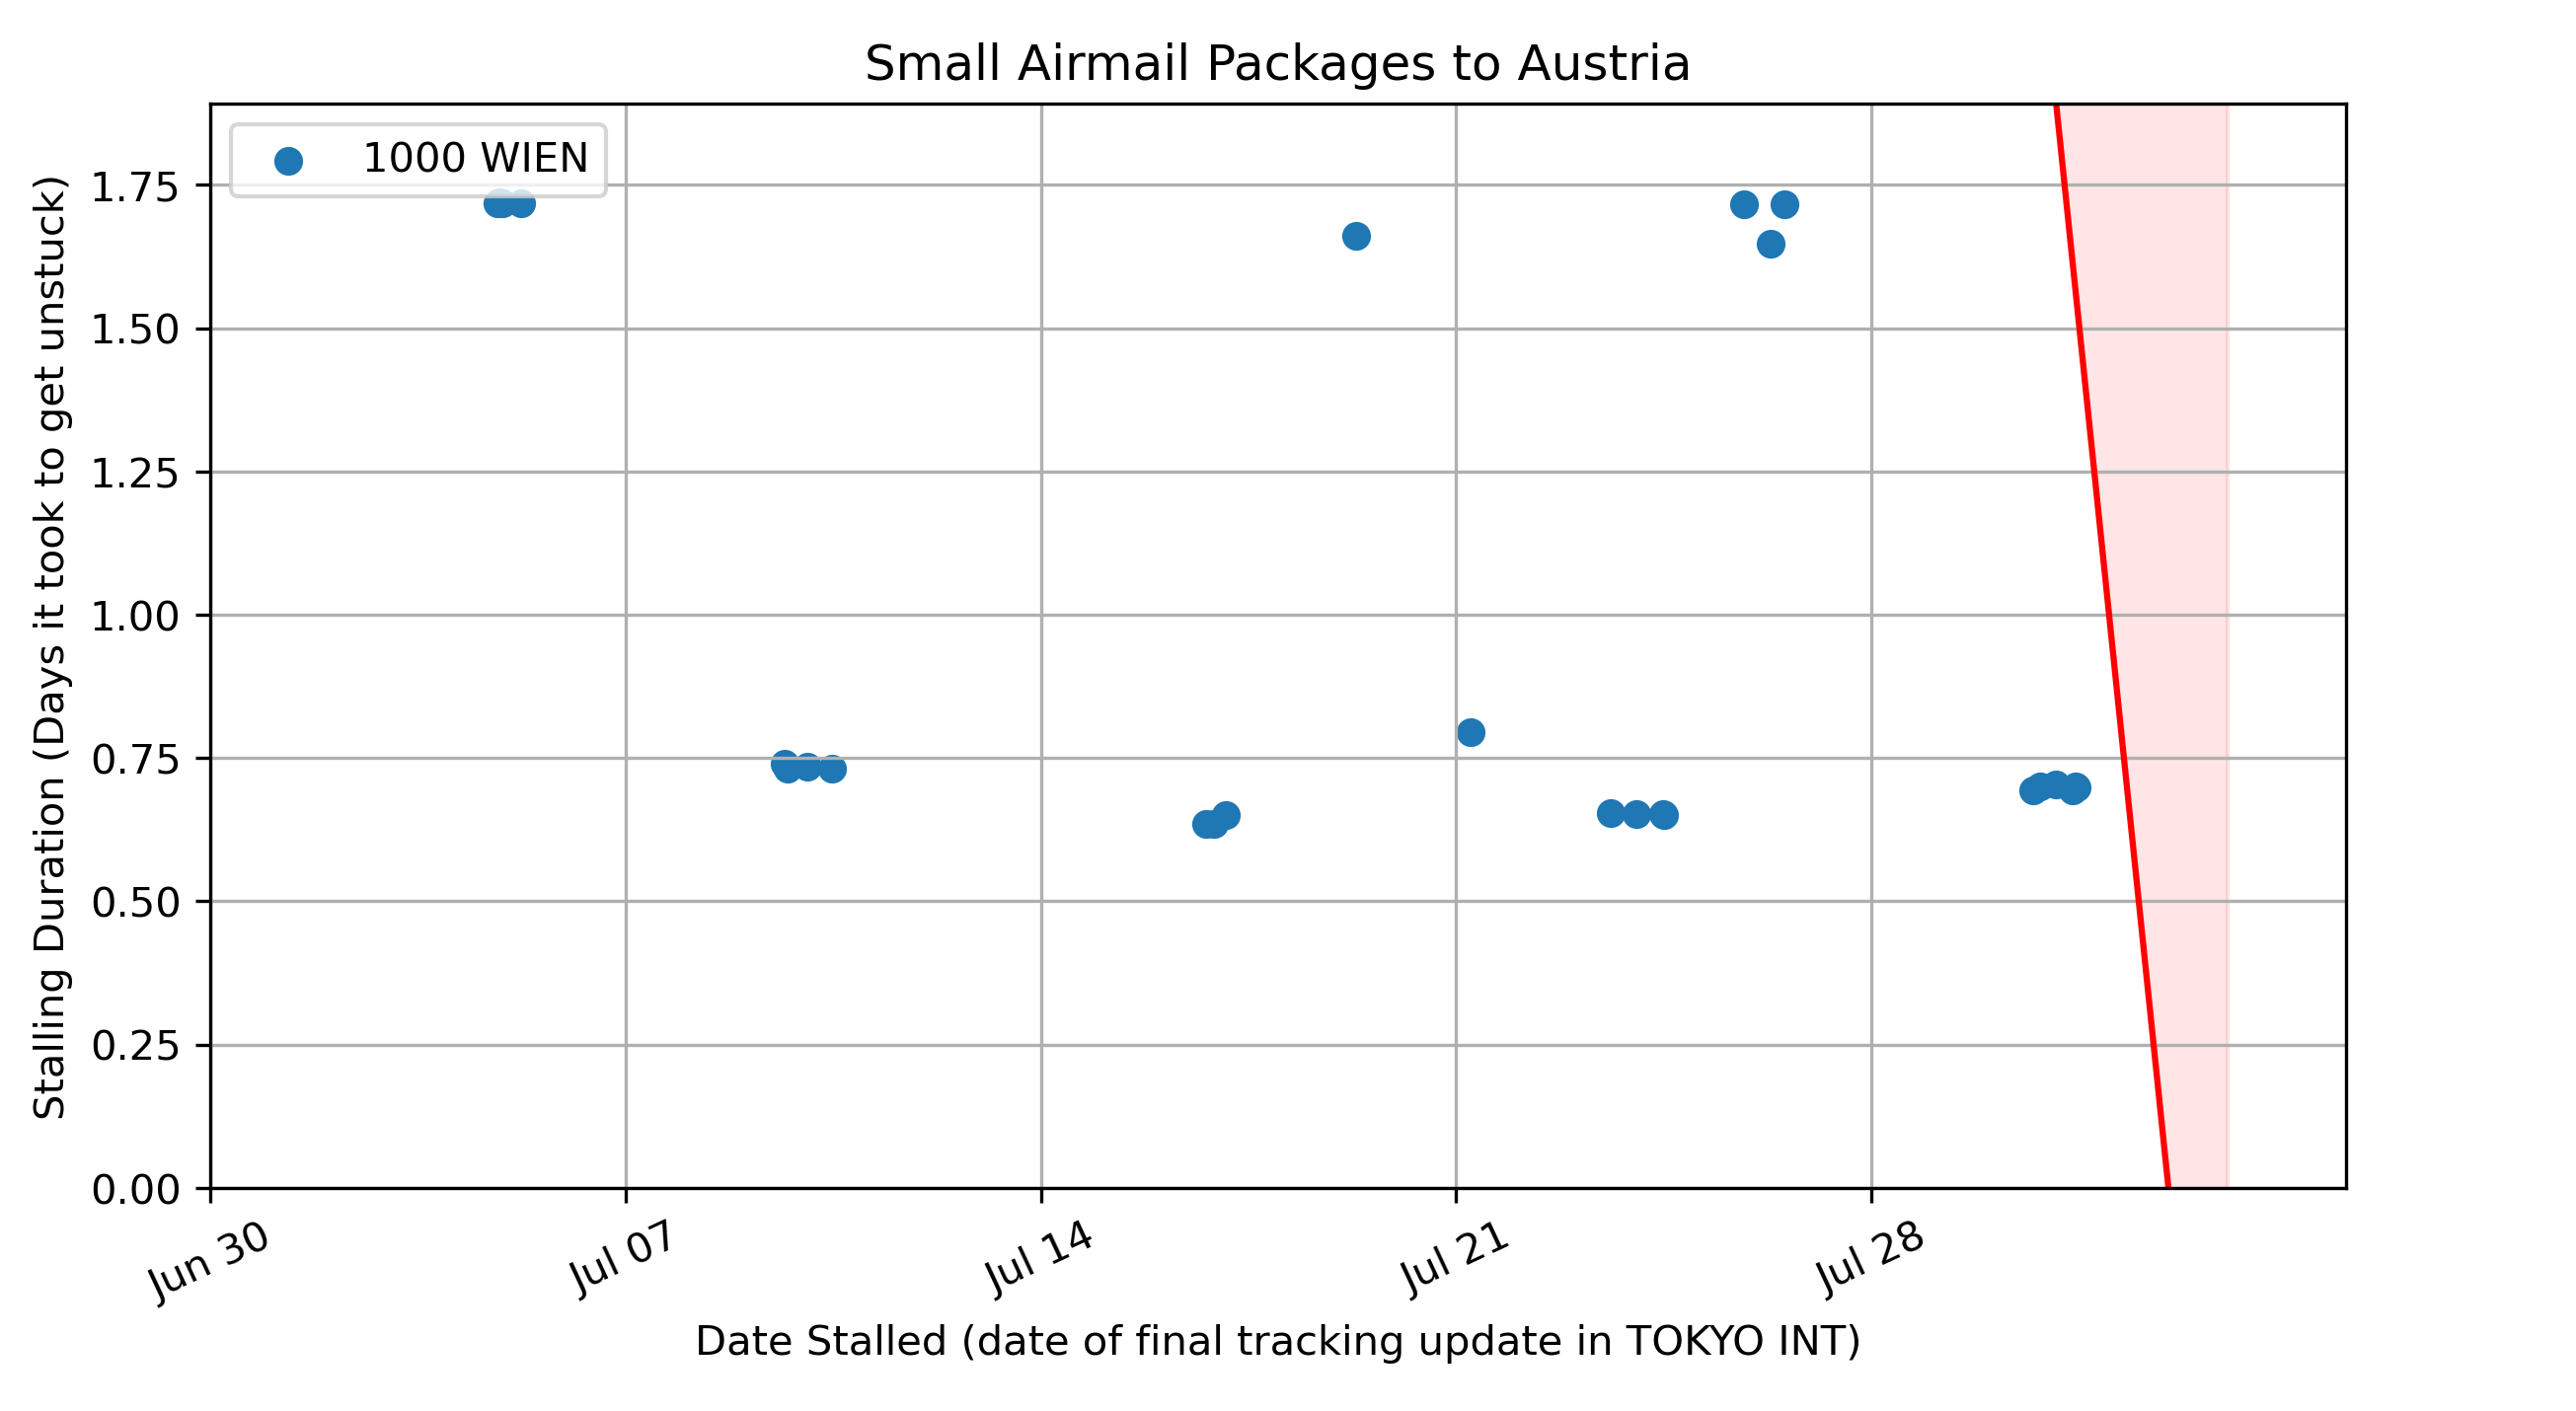 Small Airmail Packages to Austria
1000 WIEN
Stalling Duration (Days it took to get unstuck)
1.75
1.50
1.25
1.00
0.75
0.50
0.25
0.00
Jun 30
Jul 07
Jul 14
Jul 21
Jul 28
Date Stalled (date of final tracking update in TOKYO INT)